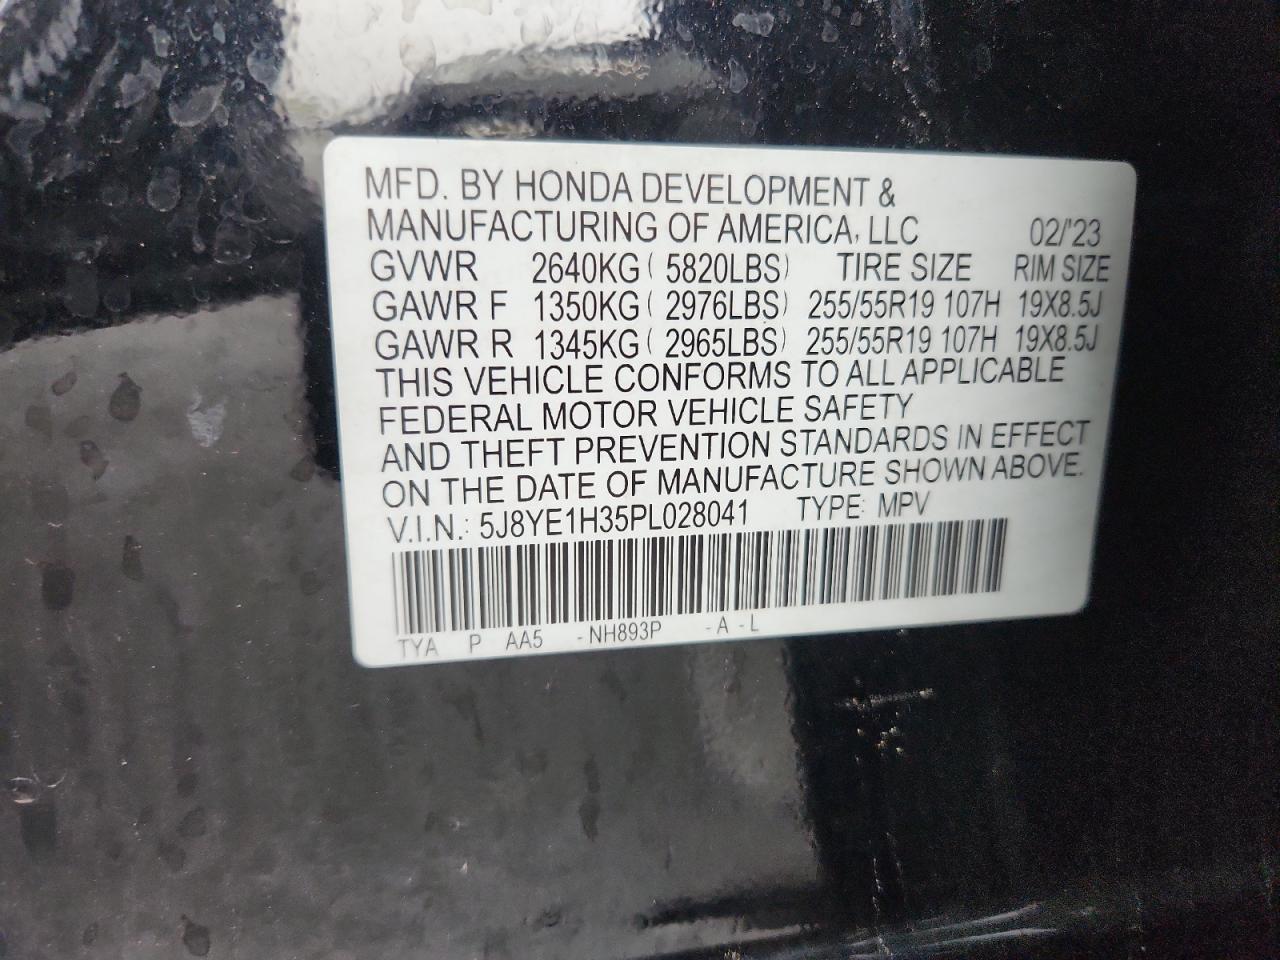 MFD. BY HONDA DEVELOPMENT &
MANUFACTURING OF AMERICA, LLC 02/'23
GVWR 2640KG ( 5820LBS) TIRE SIZE RIM SIZE
GAWR F 1350KG ( 2976LBS) 255/55R19 107H 19X8.5J
GAWR R 1345KG ( 2965LBS) 255/55R19 107H 19X8.5J
THIS VEHICLE CONFORMS TO ALL APPLICABLE
FEDERAL MOTOR VEHICLE SAFETY
AND THEFT PREVENTION STANDARDS IN EFFECT
ON THE DATE OF MANUFACTURE SHOWN ABOVE.
V.I.N.: 5J8YE1H35PL028041 TYPE: MPV
TYA P AA5 -NH893P -A-L